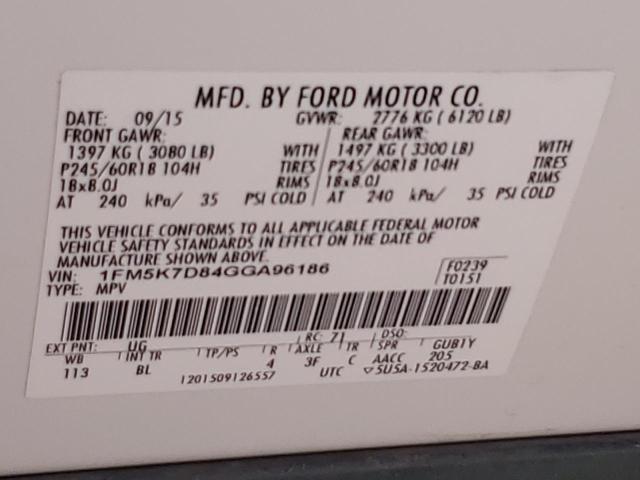 MFD. BY FORD MOTOR CO.
DATE: 09/15 GVWR: 2776 KG ( 6120 LB)
FRONT GAWR: REAR GAWR:
1397 KG ( 3080 LB) WITH 1497 KG ( 3300 LB) WITH
P245/60R18 104H TIRES P245/60R18 104H TIRES
18x8.0J RIMS 18x8.0J RIMS
AT 240 kPa/ 35 PSI COLD AT 240 kPa/ 35 PSI COLD
THIS VEHICLE CONFORMS TO ALL APPLICABLE FEDERAL MOTOR
VEHICLE SAFETY STANDARDS IN EFFECT ON THE DATE OF
MANUFACTURE SHOWN ABOVE.
VIN: 1FM5K7D84GGA96186 F0239
TYPE: MPV T0151
EXT PNT: UG RC: 71 DSO:
WB INT TR TP/PS R AXLE TR SPR GUB1Y
113 BL 4 3F C AACC 205
1201509126557 UTC ▽5U5A-1520472-BA